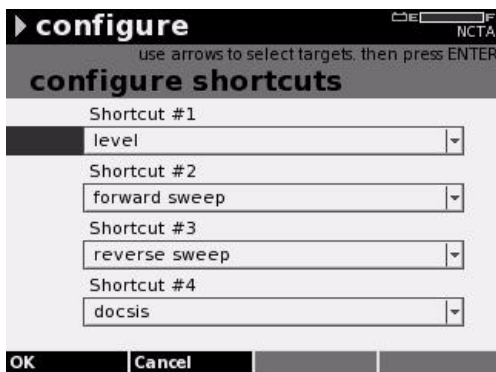 configure
E F
NCTA
use arrows to select targets. then press ENTER
configure shortcuts
Shortcut #1
level
Shortcut #2
forward sweep
Shortcut #3
reverse sweep
Shortcut #4
docsis
OK Cancel